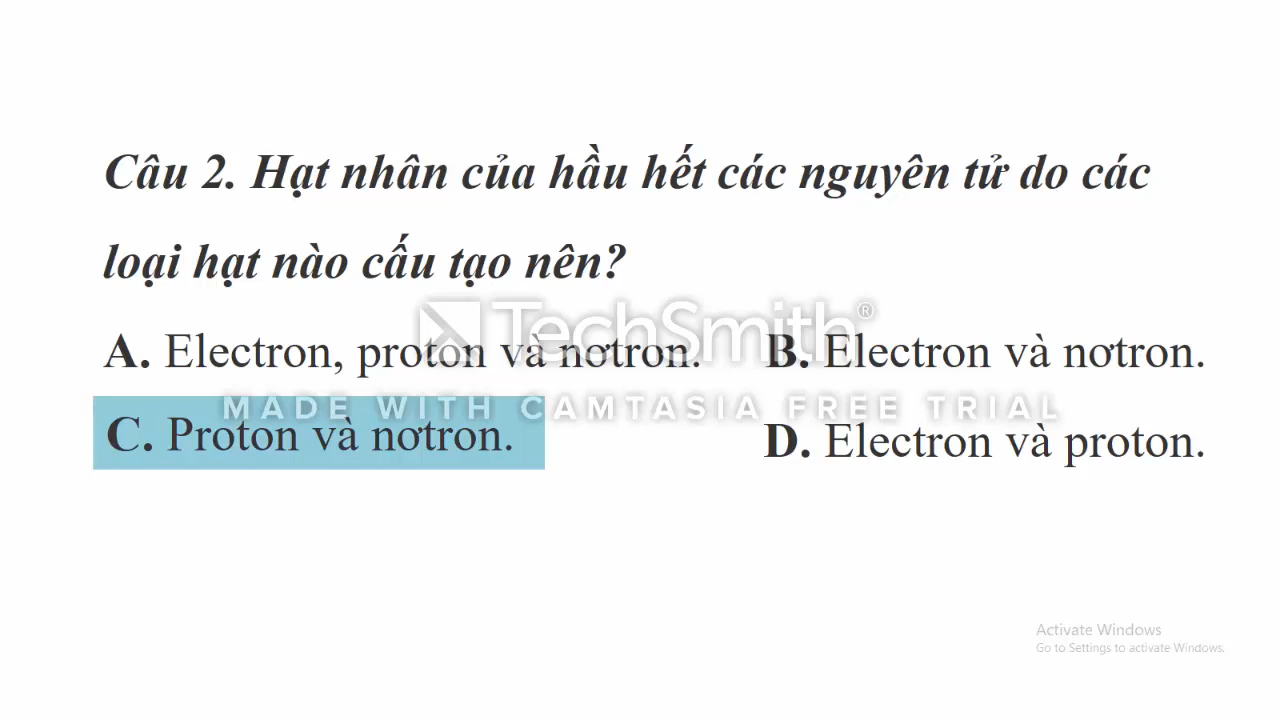 Câu 2. Hạt nhân của hầu hết các nguyên tử do các
loại hạt nào cấu tạo nên?
TechSmith®
A. Electron, proton và nơtron. B. Electron và nơtron.
MADE WITH CAMTASIA FREE TRIAL
C. Proton và nơtron. D. Electron và proton.
Activate Windows
Go to Settings to activate Windows.